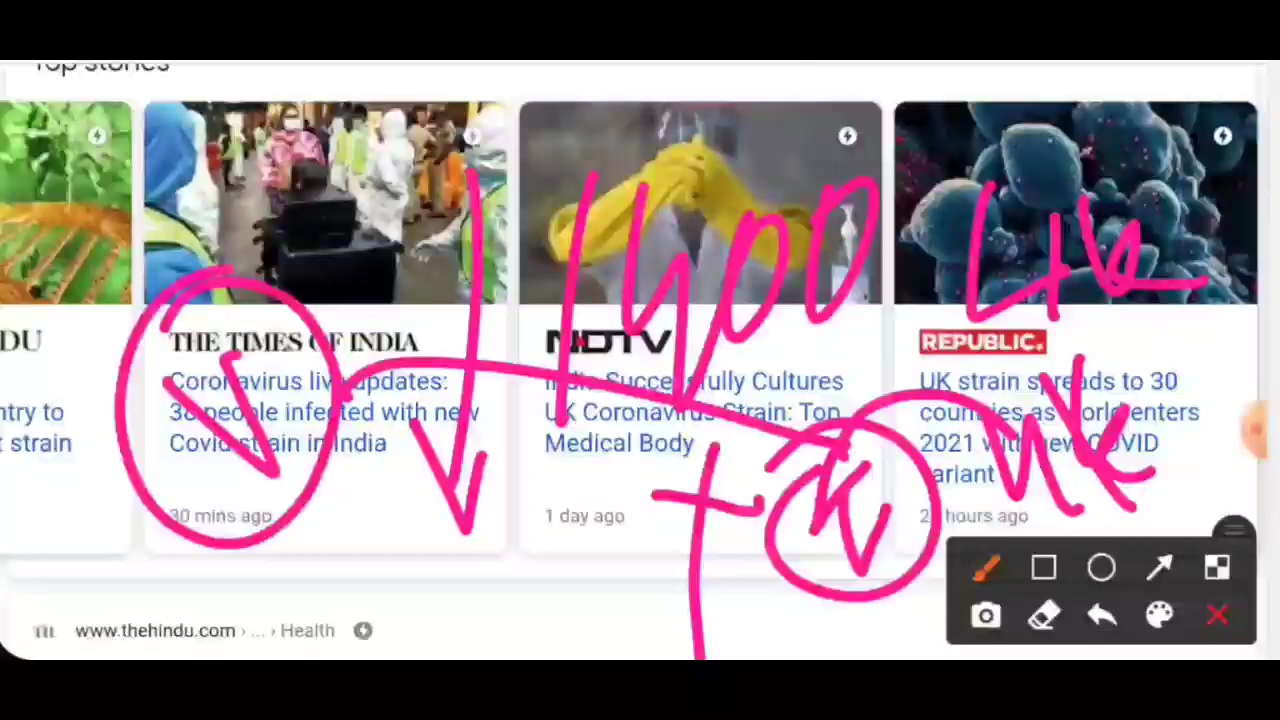 Top stories
DU
ntry to
t strain
THE TIMES OF INDIA
Coronavirus live updates:
38 people infected with new
Covid strain in India
30 mins ago
NDTV
India Successfully Cultures
UK Coronavirus Strain: Top
Medical Body
1 day ago
REPUBLIC.
UK strain spreads to 30
countries as world enters
2021 with new COVID
variant
hours ago
1400
UK
www.thehindu.com › ... › Health